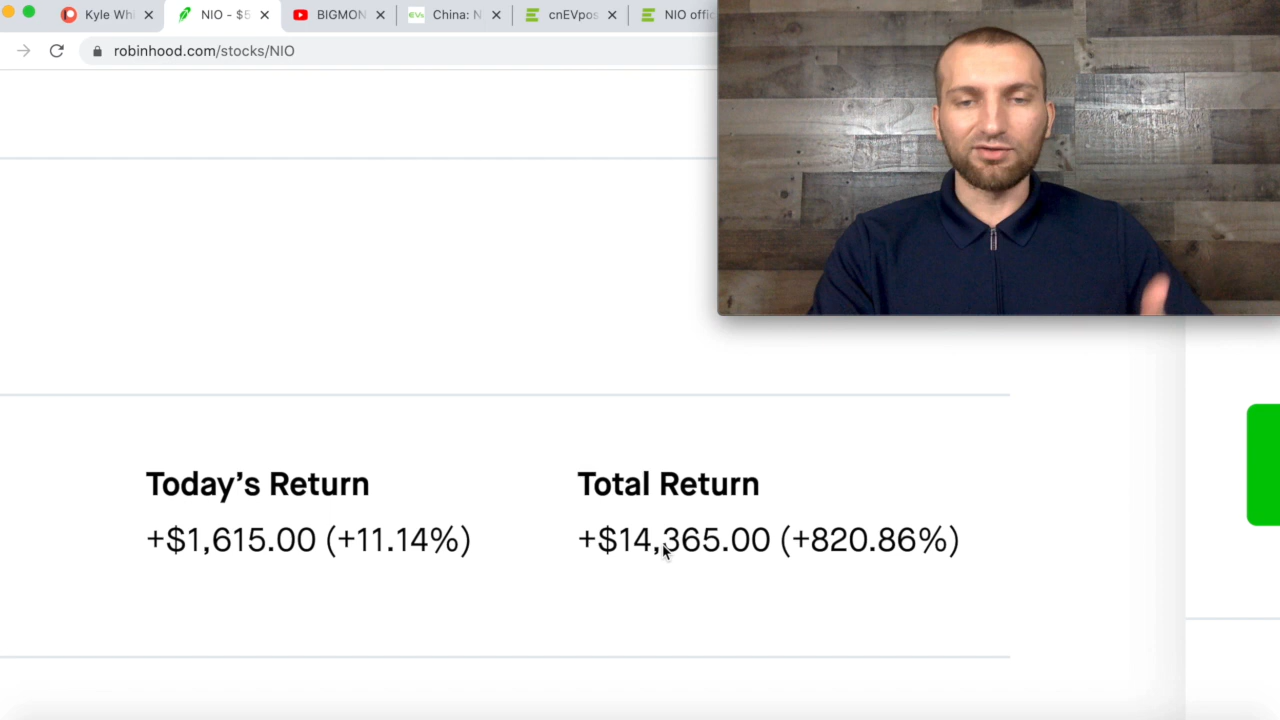 Kyle Whi
NIO - $5
BIGMON
China: N
cnEVpos
NIO offic
robinhood.com/stocks/NIO
Today's Return
Total Return
+$1,615.00 (+11.14%)
+$14,365.00 (+820.86%)